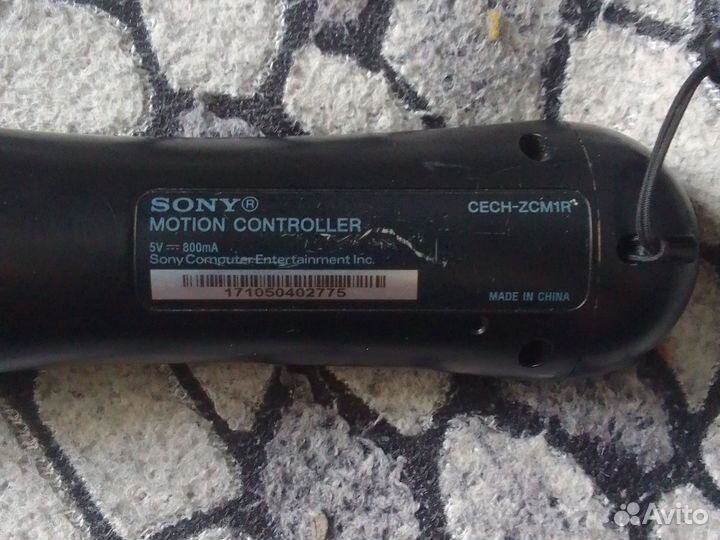 SONY®
CECH-ZCM1R
MOTION CONTROLLER
5V ⎓ 800mA
Sony Computer Entertainment Inc.
171050402775
MADE IN CHINA
Avito